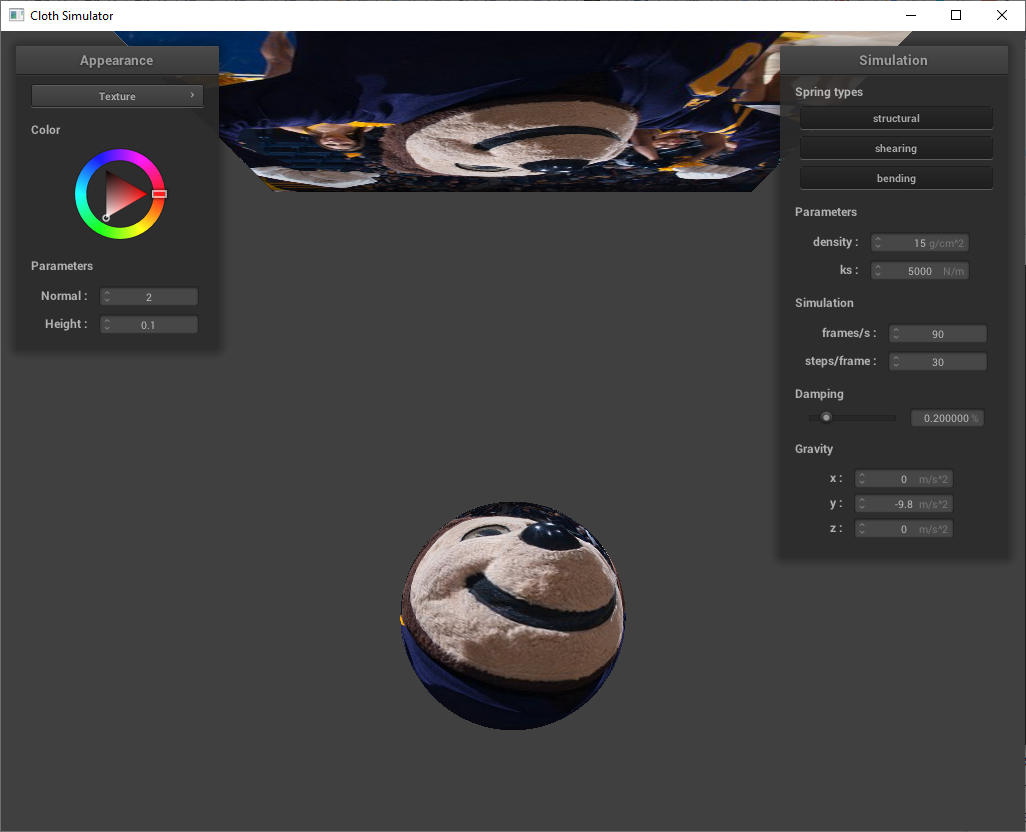 Cloth Simulator
Appearance
Texture
Color
Parameters
Normal : 2
Height : 0.1
Simulation
Spring types
structural
shearing
bending
Parameters
density : 15 g/cm^2
ks : 5000 N/m
Simulation
frames/s : 90
steps/frame : 30
Damping
0.200000 %
Gravity
x : 0 m/s^2
y : -9.8 m/s^2
z : 0 m/s^2